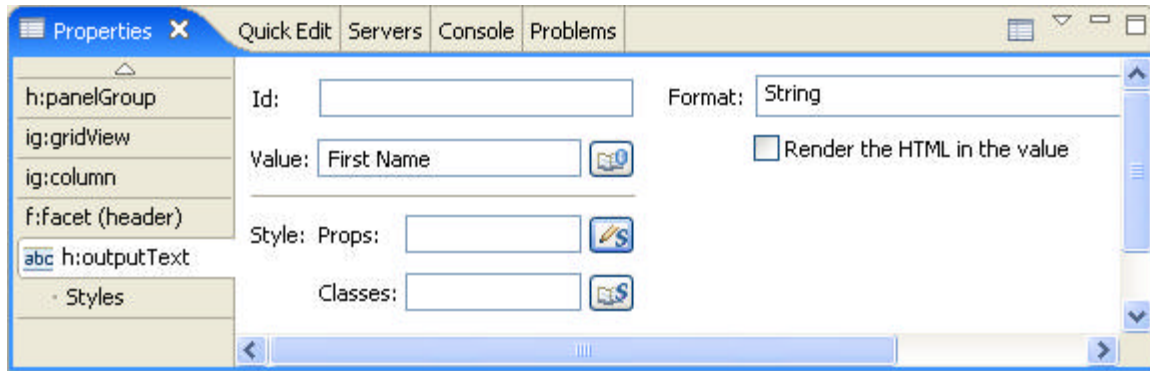 Properties Quick Edit Servers Console Problems
h:panelGroup
ig:gridView
ig:column
f:facet (header)
abc h:outputText
Styles
Id:
Value: First Name
Style: Props:
Classes:
Format: String
Render the HTML in the value